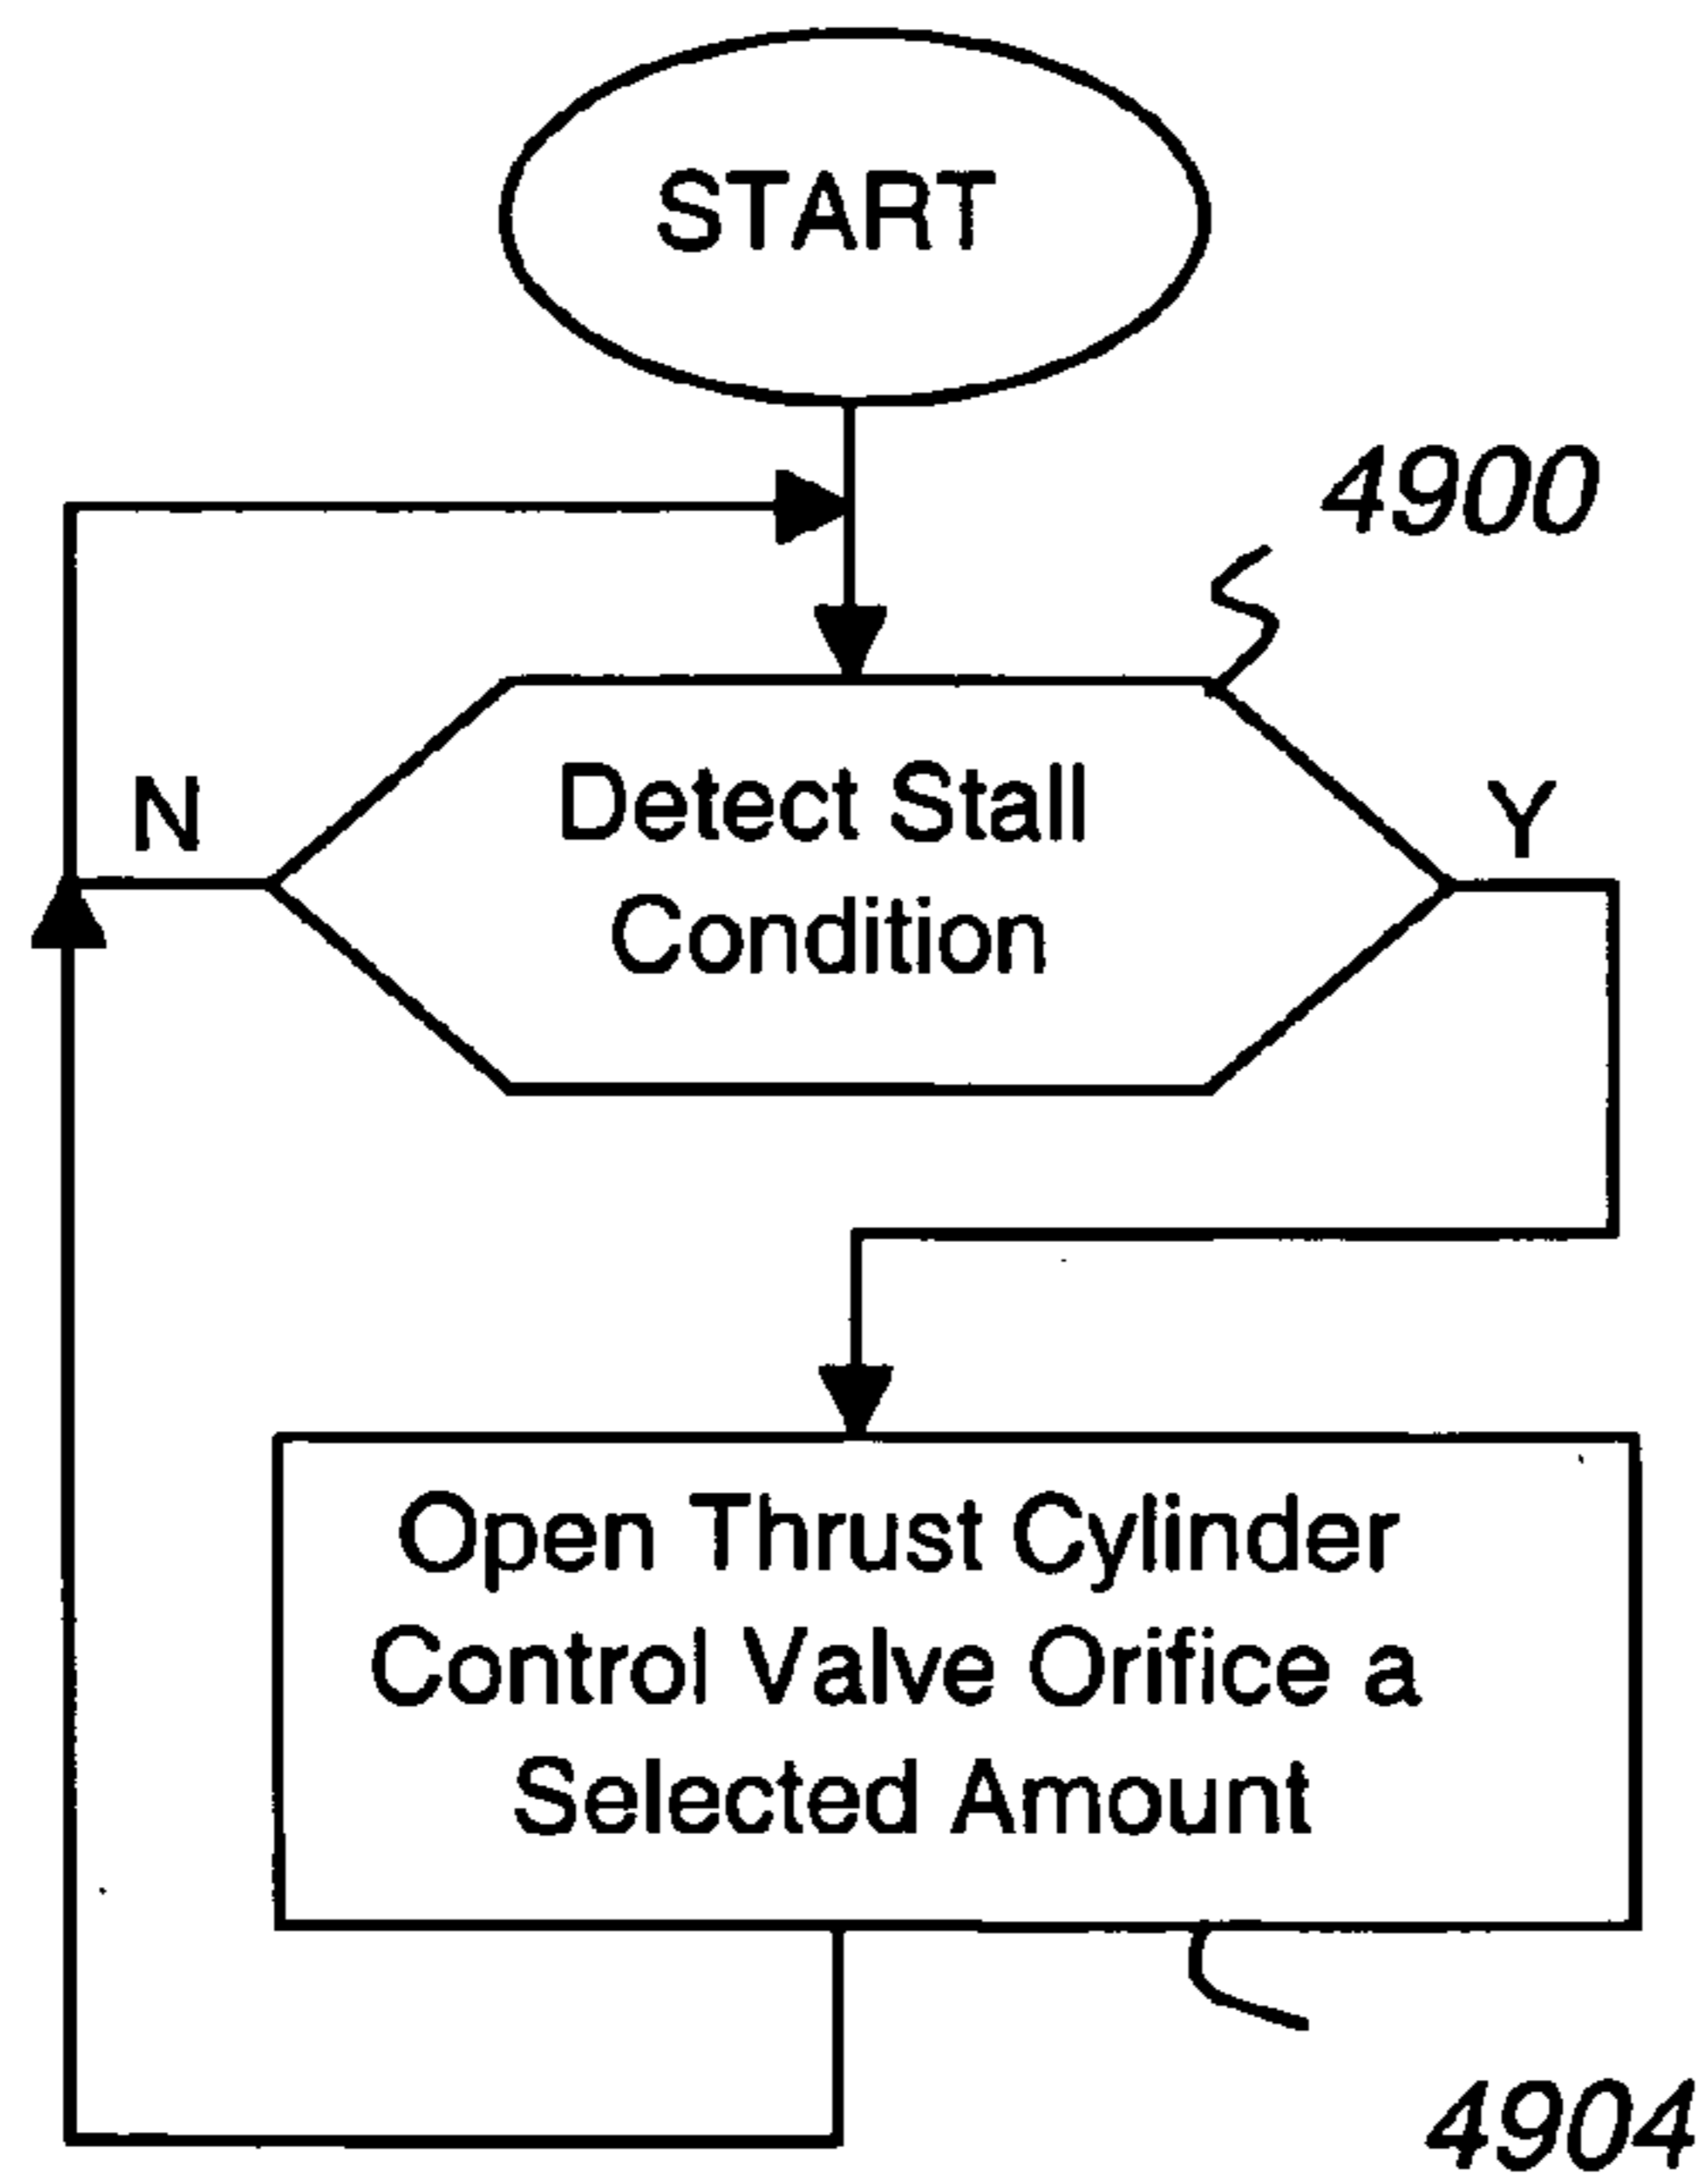 START
4900
N
Y
Detect Stall
Condition
Open Thrust Cylinder
Control Valve Orifice a
Selected Amount
4904